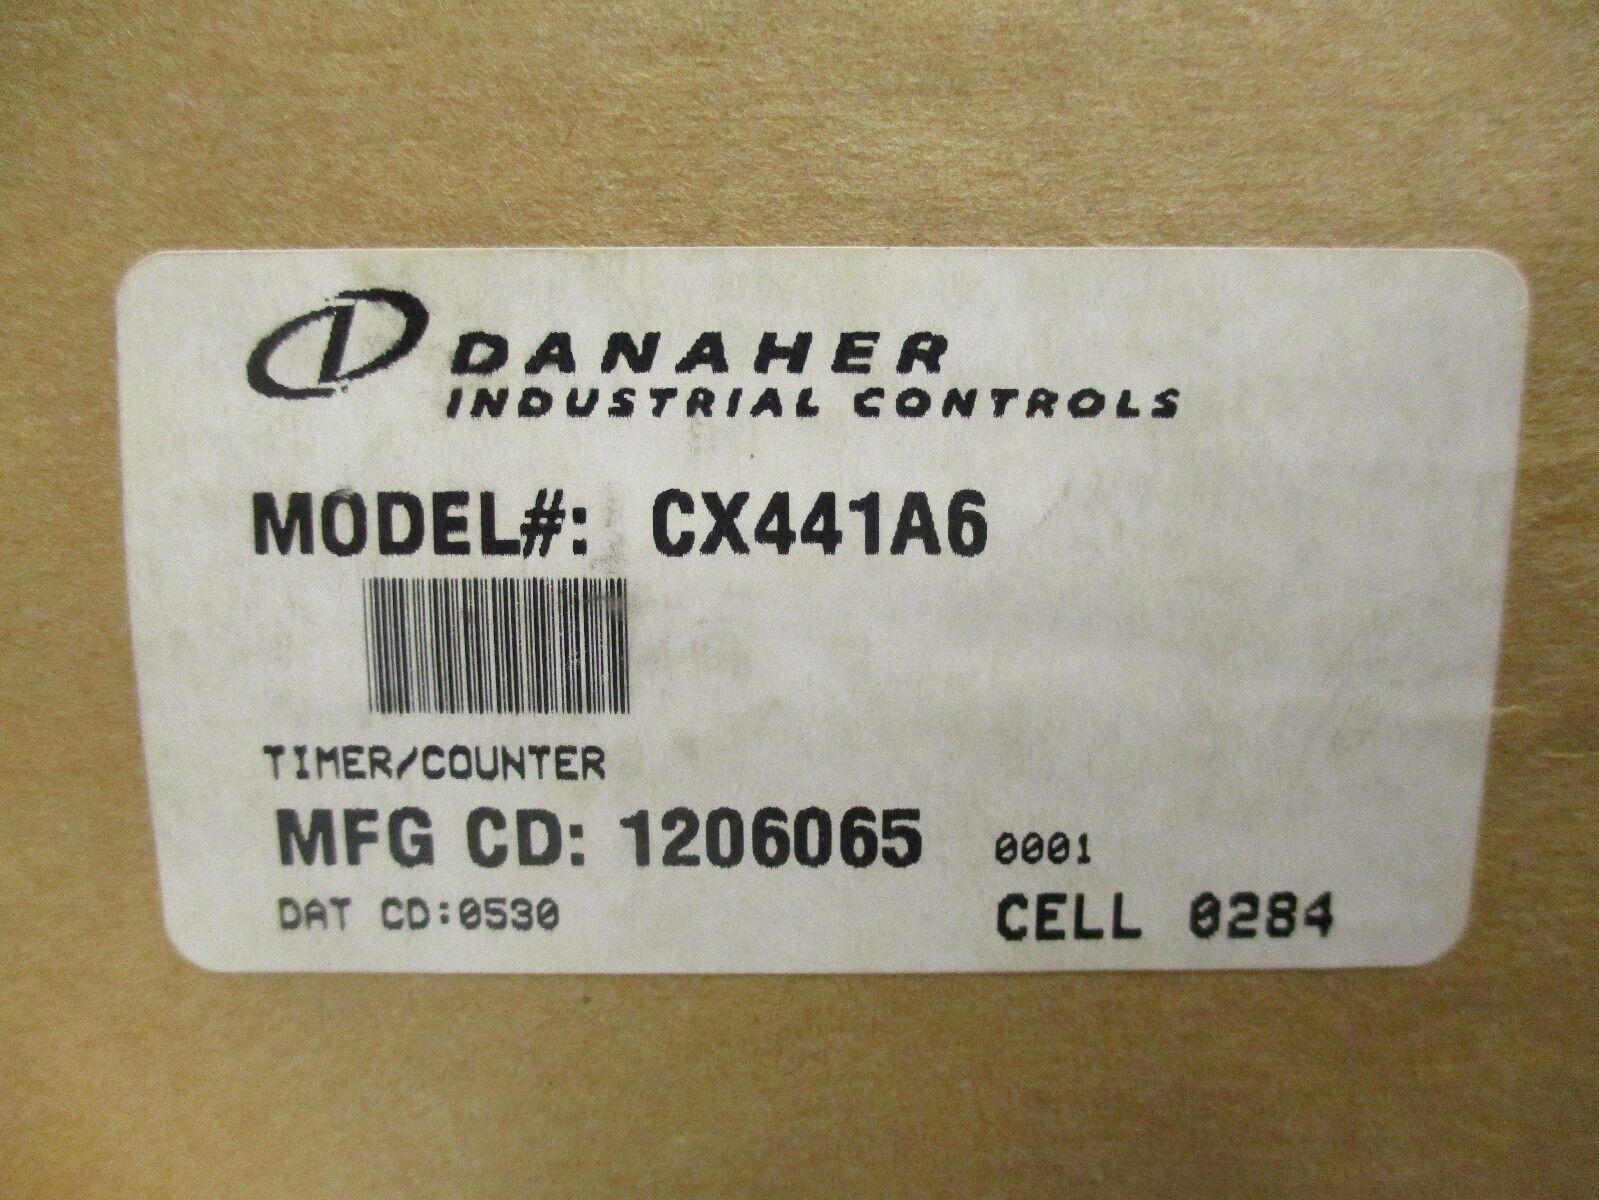 DANAHER
INDUSTRIAL CONTROLS
MODEL#: CX441A6
TIMER/COUNTER
MFG CD: 1206065 0001
DAT CD:0530 CELL 0284